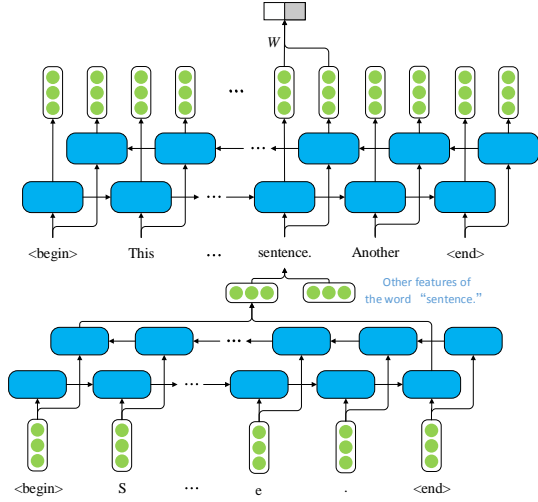 W
...
...
...
<begin> This ... sentence. Another <end>
Other features of
the word “sentence.”
...
...
<begin> S ... e . <end>